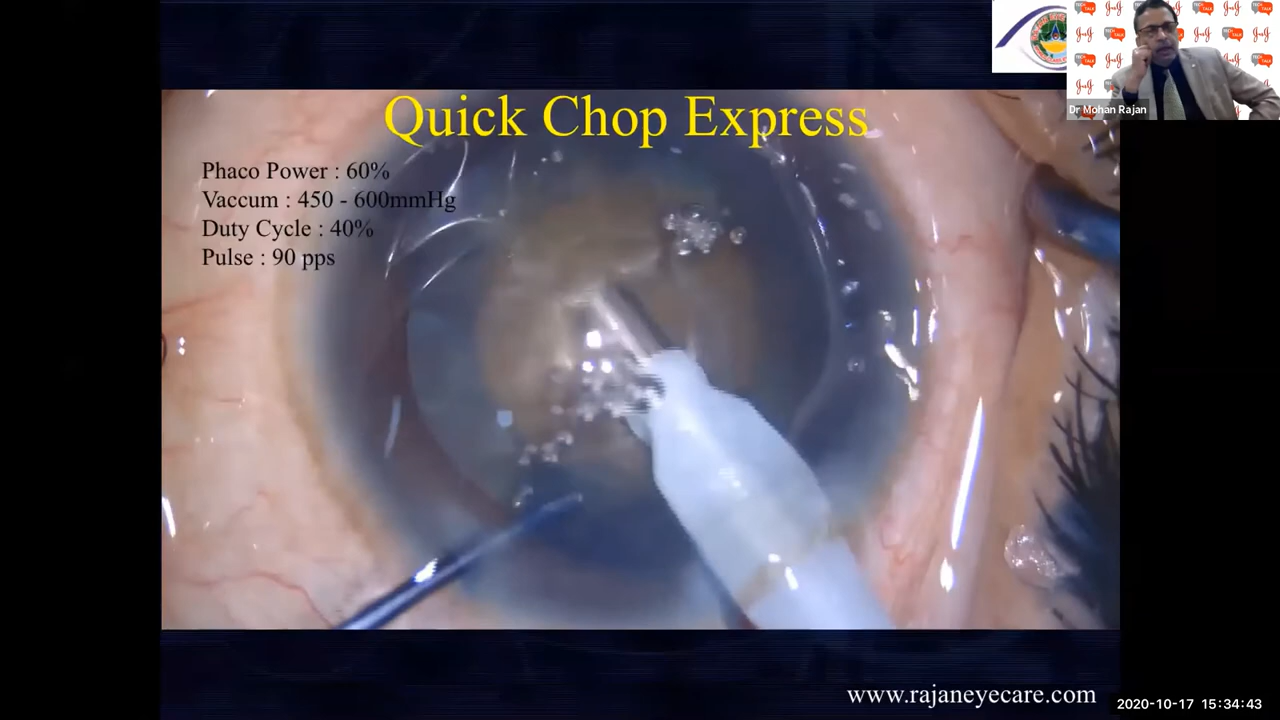 Quick Chop Express
Phaco Power : 60%
Vaccum : 450 - 600mmHg
Duty Cycle : 40%
Pulse : 90 pps
Dr Mohan Rajan
www.rajaneyecare.com
2020-10-17 15:34:43